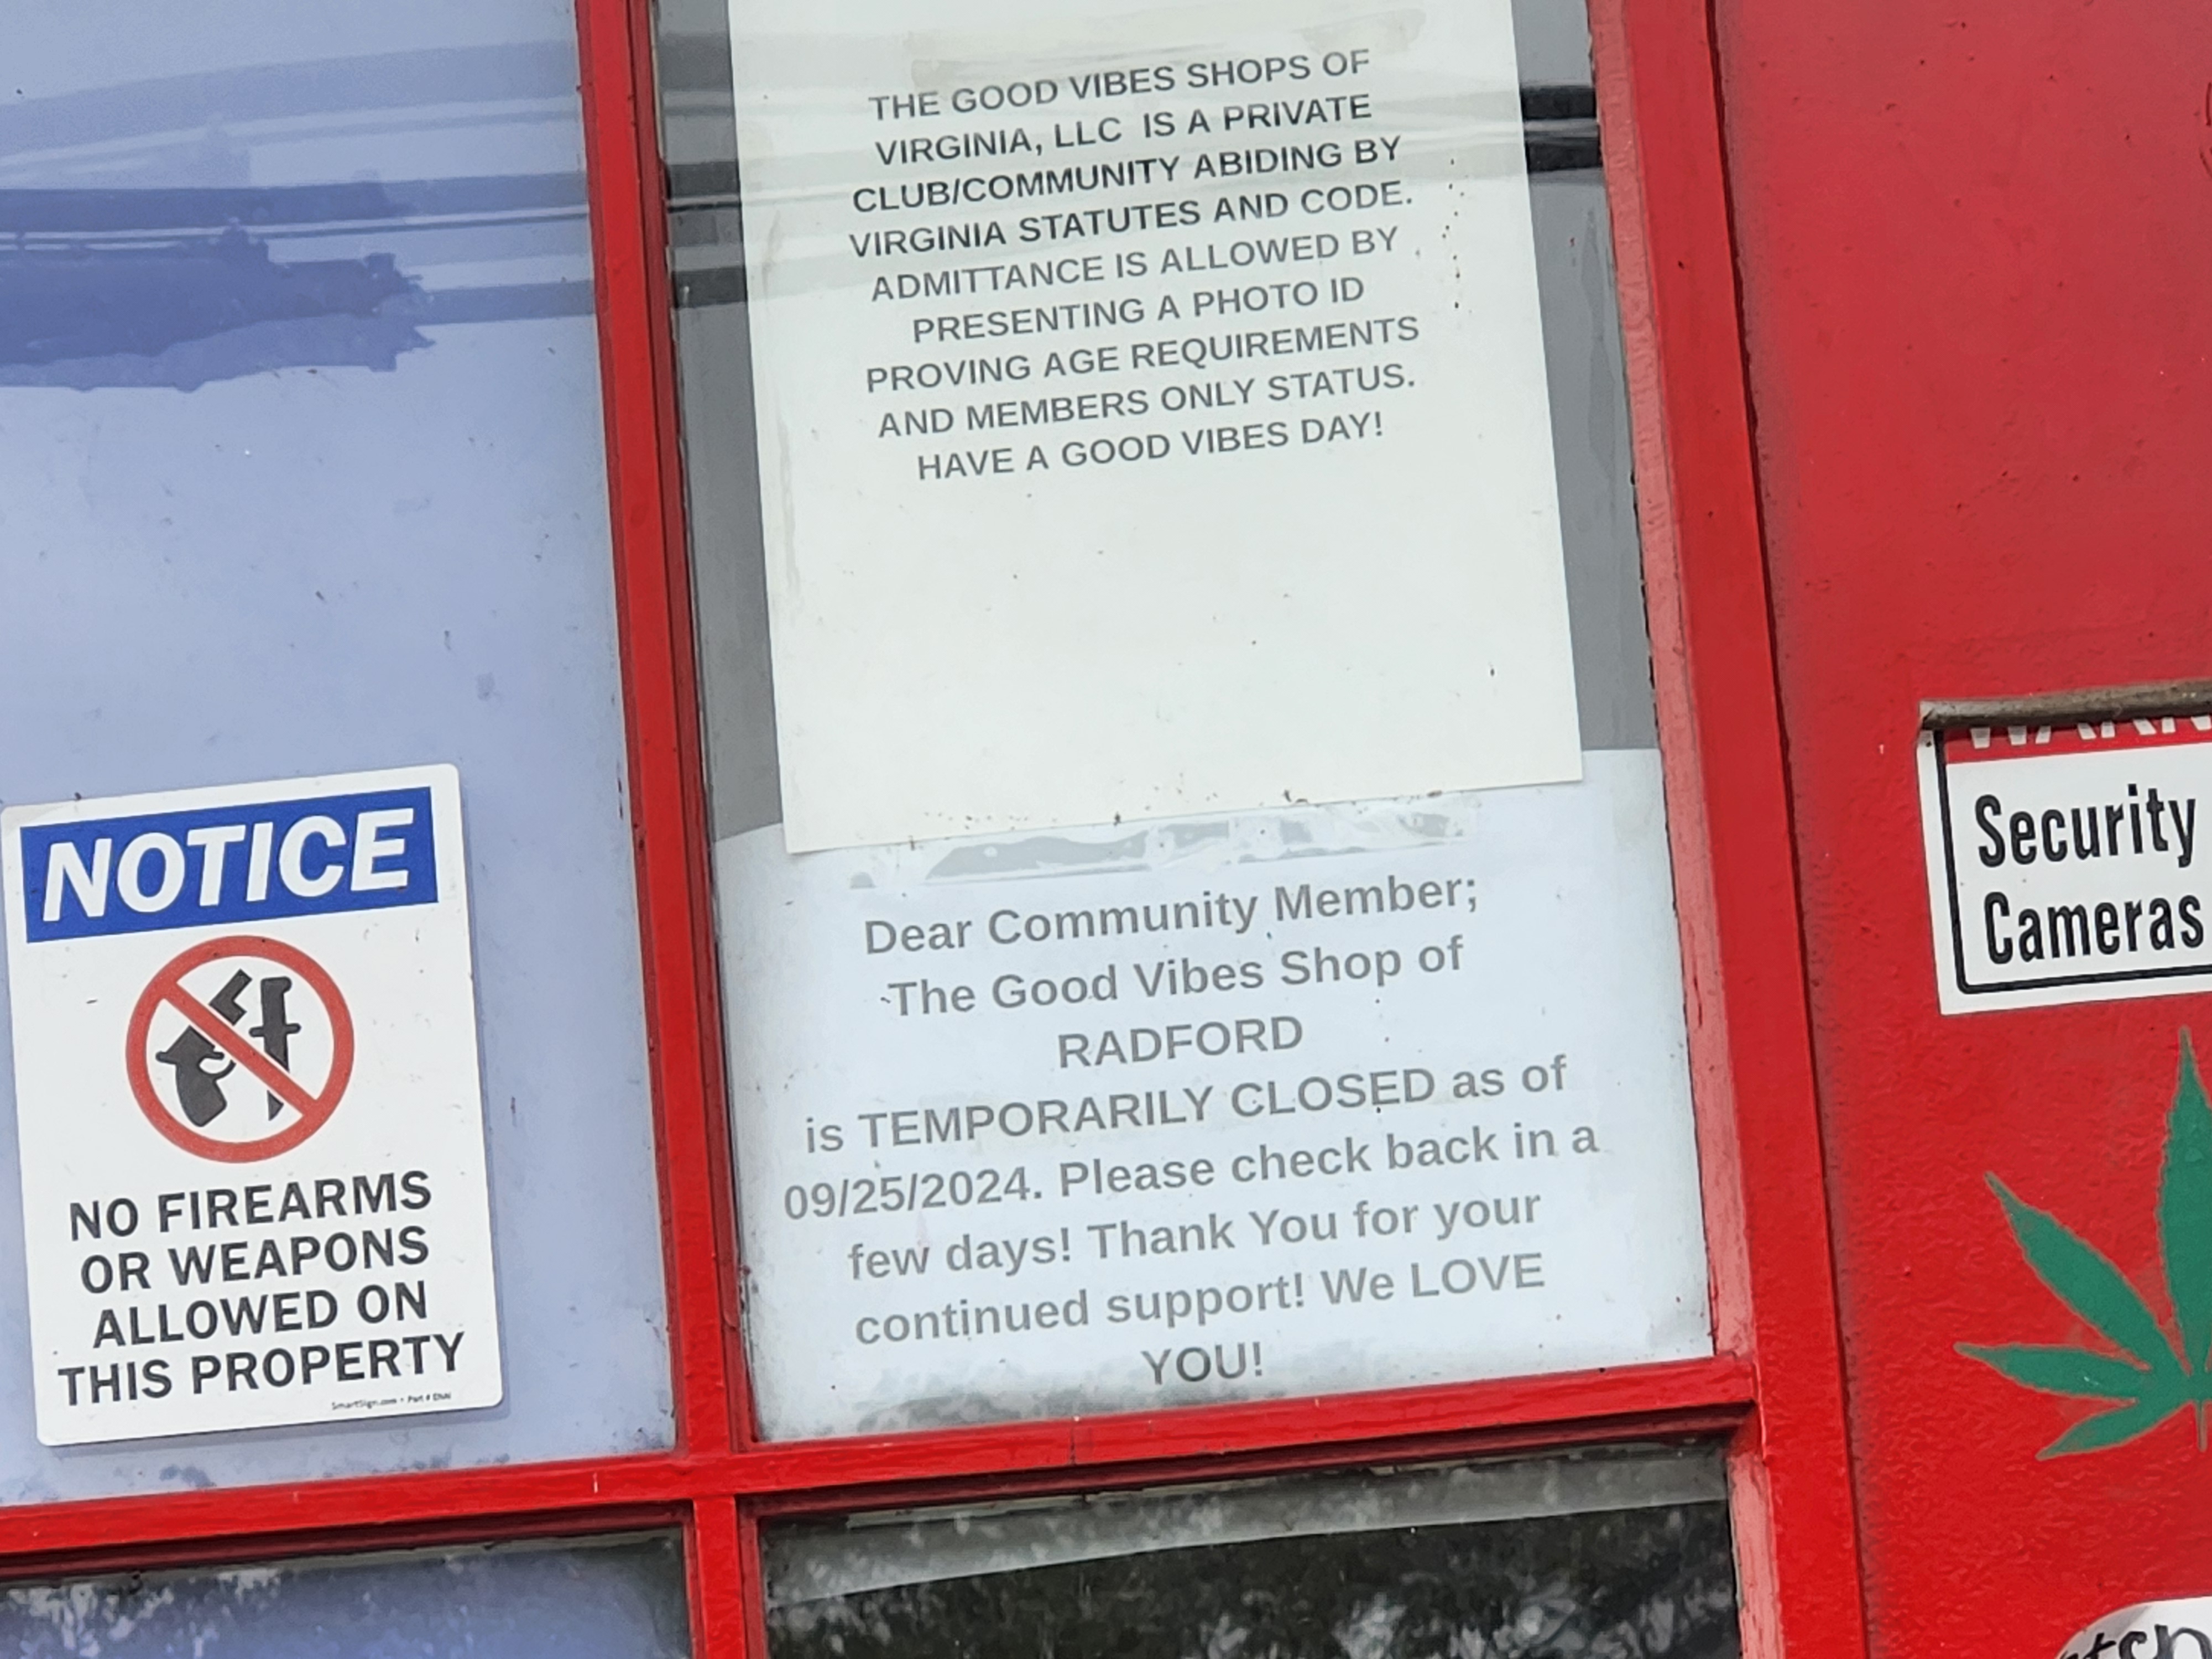 THE GOOD VIBES SHOPS OF
VIRGINIA, LLC IS A PRIVATE
CLUB/COMMUNITY ABIDING BY
VIRGINIA STATUTES AND CODE.
ADMITTANCE IS ALLOWED BY
PRESENTING A PHOTO ID
PROVING AGE REQUIREMENTS
AND MEMBERS ONLY STATUS.
HAVE A GOOD VIBES DAY!
Dear Community Member;
The Good Vibes Shop of
RADFORD
is TEMPORARILY CLOSED as of
09/25/2024. Please check back in a
few days! Thank You for your
continued support! We LOVE
YOU!
NOTICE
NO FIREARMS
OR WEAPONS
ALLOWED ON
THIS PROPERTY
SmartSign.com • Part #
Security
Cameras